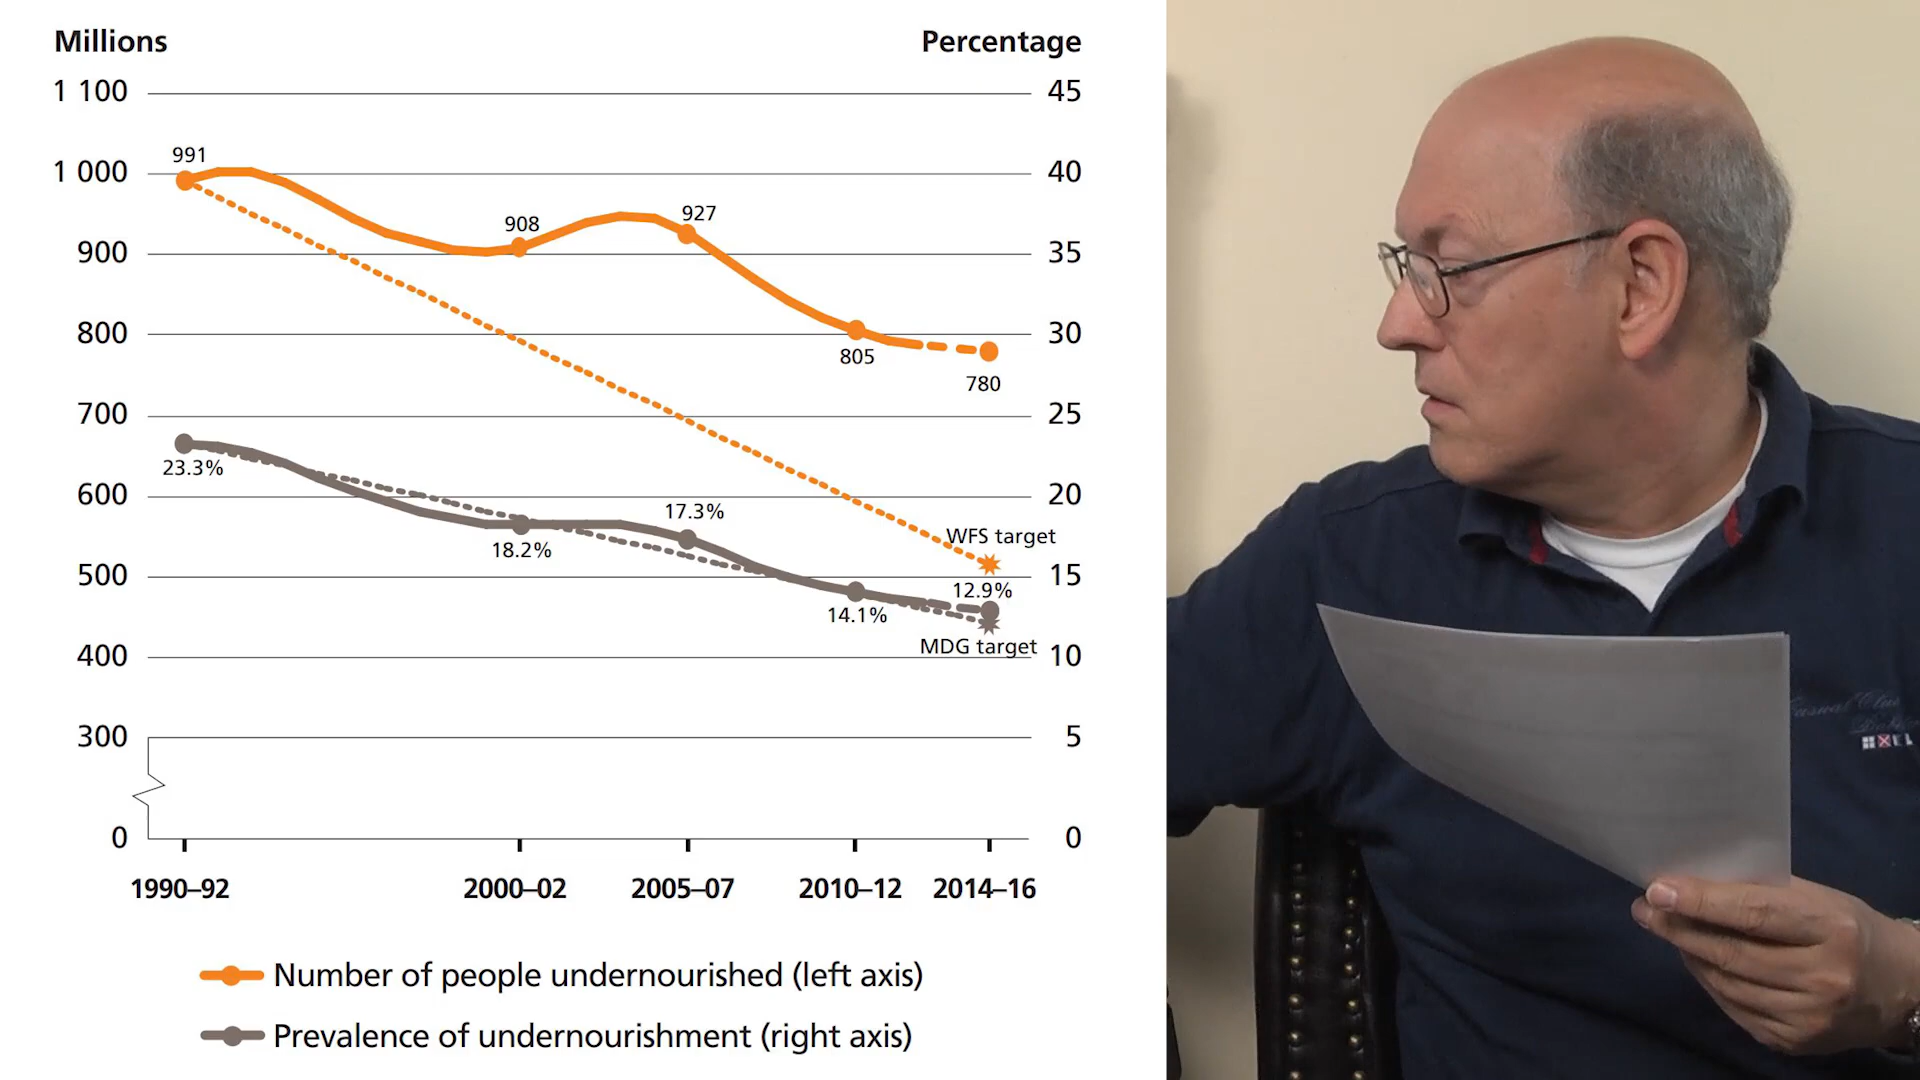 Millions Percentage
1 100 45
991
1 000 40
908 927
900 35
800 30
805
780
700 25
23.3%
600 20
17.3%
WFS target
18.2%
500 15
12.9%
14.1%
MDG target
400 10
300 5
0 0
1990–92 2000–02 2005–07 2010–12 2014–16
Number of people undernourished (left axis)
Prevalence of undernourishment (right axis)